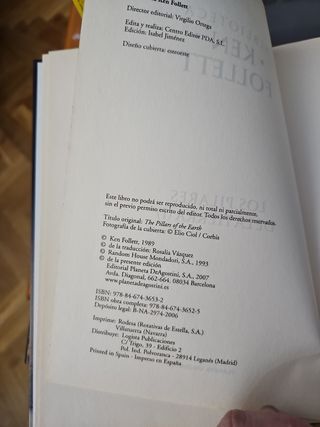 Ken Follett
Director editorial: Virgilio Ortega
Edita y realiza: Centro Editor PDA, S.L.
Edición: Isabel Jiménez
Diseño cubierta:
KEN
FOLLETT
LOS PILARES
Este libro no podrá ser reproducido, ni total ni parcialmente,
sin el previo permiso escrito del editor. Todos los derechos reservados.
Título original: The Pillars of the Earth
Fotografía de la cubierta: © Elio Ciol / Corbis
© Ken Follett, 1989
© de la traducción: Rosalía Vázquez
© Random House Mondadori, S.A., 1993
© de la presente edición
Editorial Planeta DeAgostini, S.A., 2007
Avda. Diagonal, 662-664. 08034 Barcelona
www.planetadeagostini.es
ISBN: 978-84-674-3653-2
ISBN obra completa: 978-84-674-3652-5
Depósito legal: B-NA-2974-2006
Imprime: Rodesa (Rotativas de Estella, S.A.)
Villatuerta (Navarra)
Distribuye: Logista Publicaciones
C/ Trigo, 39 - Edificio 2
Pol. Ind. Polvoranca - 28914 Leganés (Madrid)
Printed in Spain - Impreso en España